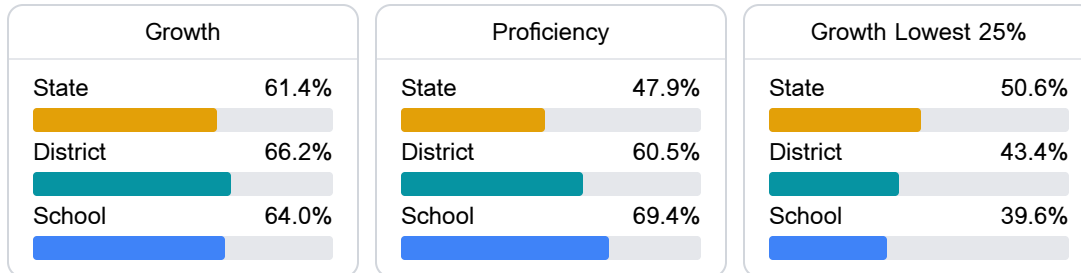 Growth
State 61.4%
District 66.2%
School 64.0%
Proficiency
State 47.9%
District 60.5%
School 69.4%
Growth Lowest 25%
State 50.6%
District 43.4%
School 39.6%